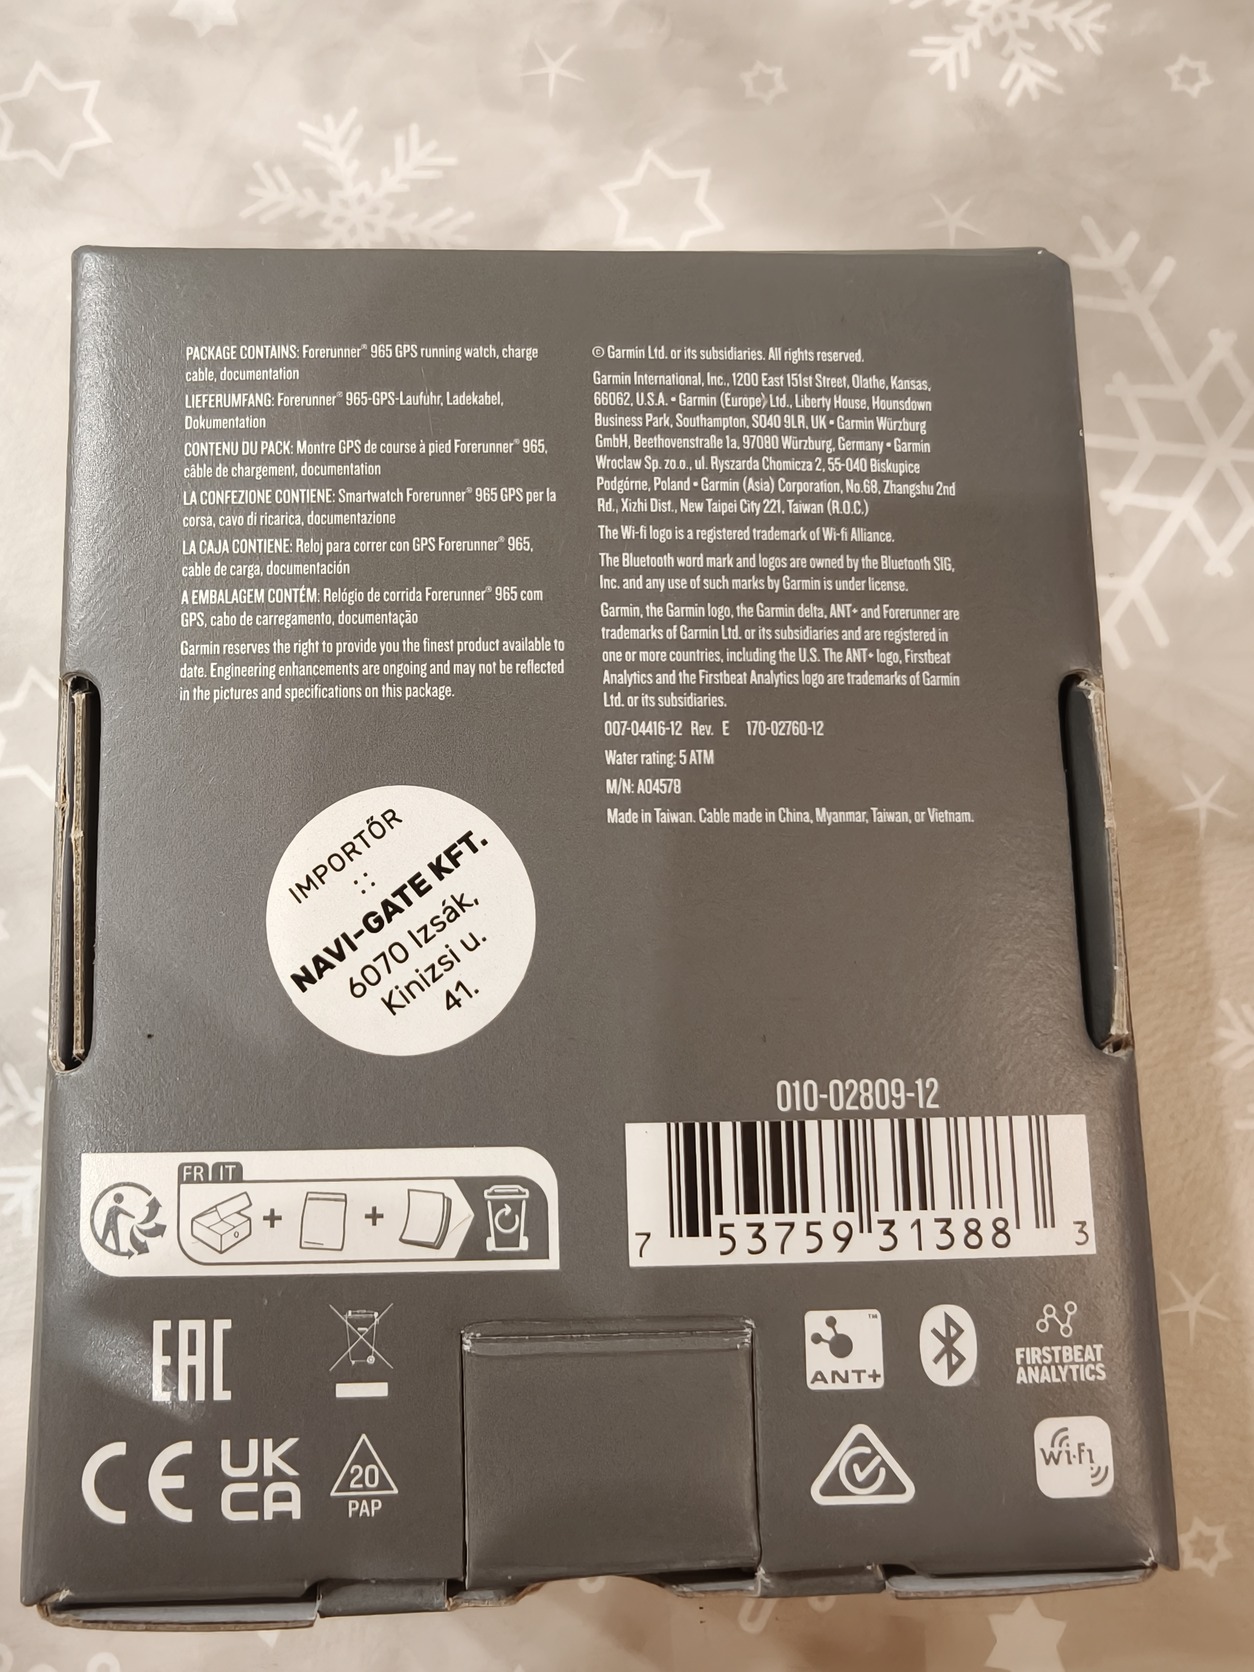 PACKAGE CONTAINS: Forerunner® 965 GPS running watch, charge
cable, documentation
LIEFERUMFANG: Forerunner® 965-GPS-Laufuhr, Ladekabel,
Dokumentation
CONTENU DU PACK: Montre GPS de course à pied Forerunner® 965,
câble de chargement, documentation
LA CONFEZIONE CONTIENE: Smartwatch Forerunner® 965 GPS per la
corsa, cavo di ricarica, documentazione
LA CAJA CONTIENE: Reloj para correr con GPS Forerunner® 965,
cable de carga, documentación
A EMBALAGEM CONTÉM: Relógio de corrida Forerunner® 965 com
GPS, cabo de carregamento, documentação
Garmin reserves the right to provide you the finest product available to
date. Engineering enhancements are ongoing and may not be reflected
in the pictures and specifications on this package.
© Garmin Ltd. or its subsidiaries. All rights reserved.
Garmin International, Inc., 1200 East 151st Street, Olathe, Kansas,
66062, U.S.A. • Garmin (Europe) Ltd., Liberty House, Hounsdown
Business Park, Southampton, SO40 9LR, UK • Garmin Würzburg
GmbH, Beethovenstraße 1a, 97080 Würzburg, Germany • Garmin
Wroclaw Sp. zo.o., ul. Ryszarda Chomicza 2, 55-040 Biskupice
Podgórne, Poland • Garmin (Asia) Corporation, No.68, Zhangshu 2nd
Rd., Xizhi Dist., New Taipei City 221, Taiwan (R.O.C.)
The Wi-fi logo is a registered trademark of Wi-fi Alliance.
The Bluetooth word mark and logos are owned by the Bluetooth SIG,
Inc. and any use of such marks by Garmin is under license.
Garmin, the Garmin logo, the Garmin delta, ANT+ and Forerunner are
trademarks of Garmin Ltd. or its subsidiaries and are registered in
one or more countries, including the U.S. The ANT+ logo, Firstbeat
Analytics and the Firstbeat Analytics logo are trademarks of Garmin
Ltd. or its subsidiaries.
007-04416-12 Rev. E 170-02760-12
Water rating: 5 ATM
M/N: A04578
Made in Taiwan. Cable made in China, Myanmar, Taiwan, or Vietnam.
IMPORTŐR
::
NAVI-GATE KFT.
6070 Izsák,
Kinizsi u.
41.
010-02809-12
7 53759 31388 3
FR IT
+ +
EAC
CE
UK
CA
20
PAP
ANT+ ™
FIRSTBEAT
ANALYTICS
Wi-Fi